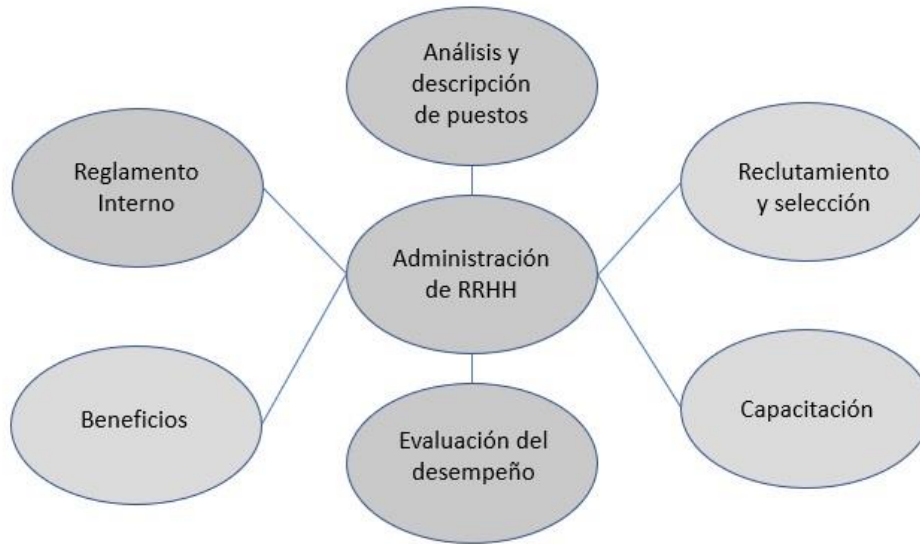 Análisis y
descripción
de puestos
Reglamento
Interno
Reclutamiento
y selección
Administración
de RRHH
Beneficios
Capacitación
Evaluación del
desempeño